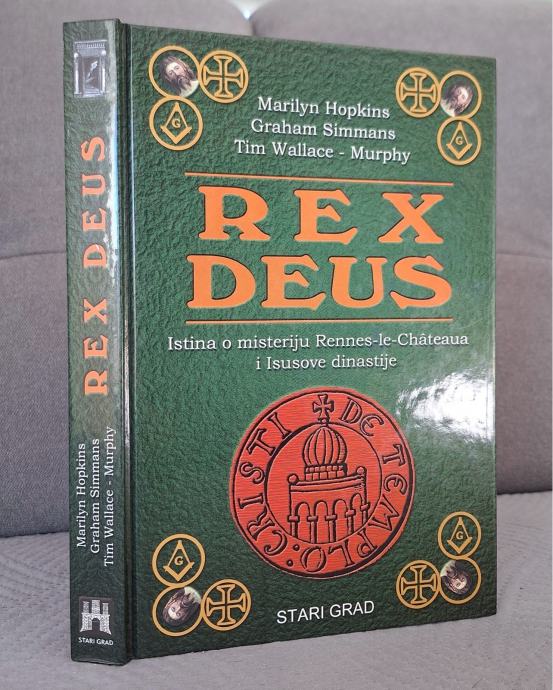 Marilyn Hopkins
Graham Simmans
Tim Wallace - Murphy
REX
DEUS
Istina o misteriju Rennes-le-Châteaua
i Isusove dinastije
CRISTI DE TEMPLO:
STARI GRAD
G
G
G
G
REX DEUS
Marilyn Hopkins
Graham Simmans
Tim Wallace - Murphy
STARI GRAD